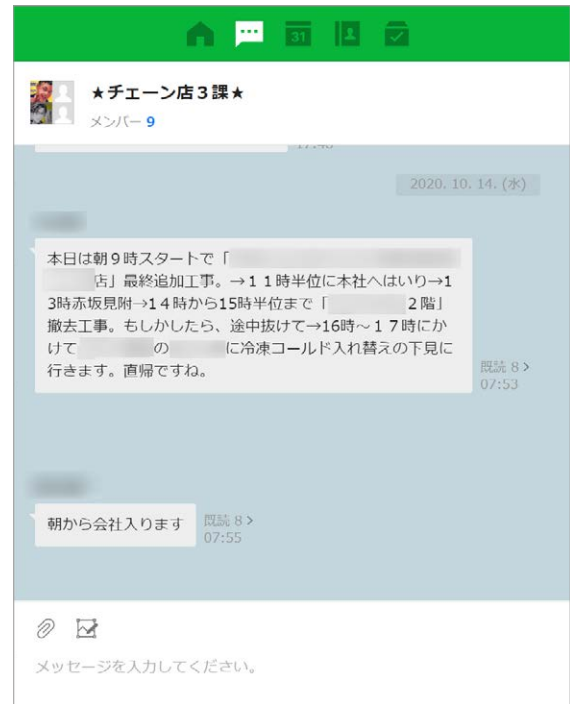 31
★チェーン店３課★
メンバー 9
2020. 10. 14. (水)
本日は朝９時スタートで「
店」最終追加工事。→１１時半位に本社へはいり→1
3時赤坂見附→1４時から15時半位まで「 ２階」
撤去工事。もしかしたら、途中抜けて→16時～１７時にか
けて の に冷凍コールド入れ替えの下見に
行きます。直帰ですね。
既読 8 >
07:53
朝から会社入ります
既読 8 >
07:55
メッセージを入力してください。